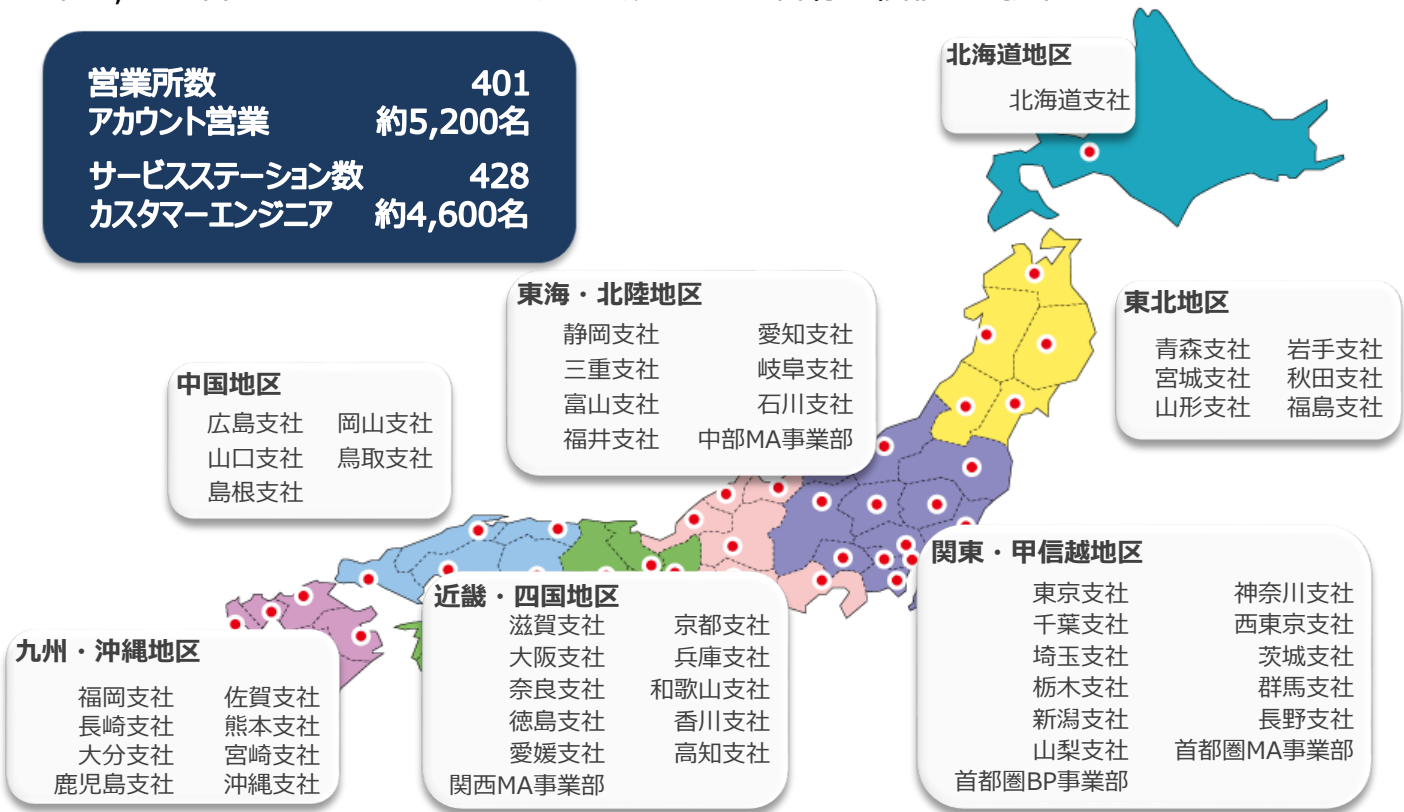 営業所数 401
アカウント営業 約5,200名
サービスステーション数 428
カスタマーエンジニア 約4,600名
北海道地区
北海道支社
東北地区
青森支社 岩手支社
宮城支社 秋田支社
山形支社 福島支社
東海・北陸地区
静岡支社 愛知支社
三重支社 岐阜支社
富山支社 石川支社
福井支社 中部MA事業部
中国地区
広島支社 岡山支社
山口支社 鳥取支社
島根支社
関東・甲信越地区
東京支社 神奈川支社
千葉支社 西東京支社
埼玉支社 茨城支社
栃木支社 群馬支社
新潟支社 長野支社
山梨支社 首都圏MA事業部
首都圏BP事業部
近畿・四国地区
滋賀支社 京都支社
大阪支社 兵庫支社
奈良支社 和歌山支社
徳島支社 香川支社
愛媛支社 高知支社
関西MA事業部
九州・沖縄地区
福岡支社 佐賀支社
長崎支社 熊本支社
大分支社 宮崎支社
鹿児島支社 沖縄支社